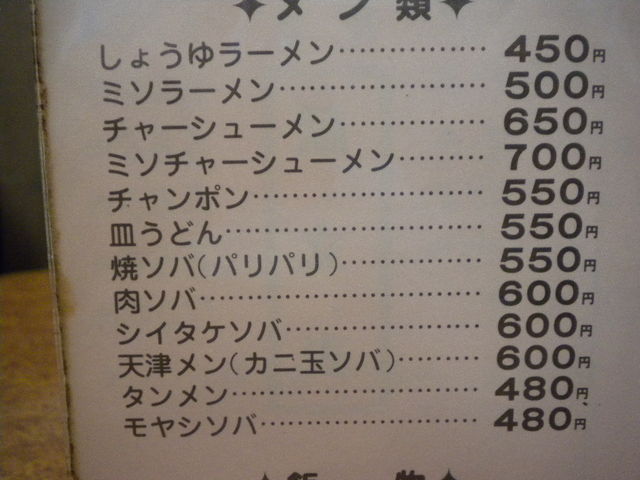 ✦メン類✦
しょうゆラーメン……………450円
ミソラーメン…………………500円
チャーシューメン……………650円
ミソチャーシューメン………700円
チャンポン……………………550円
皿うどん………………………550円
焼ソバ(パリパリ)……………550円
肉ソバ…………………………600円
シイタケソバ…………………600円
天津メン(カニ玉ソバ)………600円
タンメン………………………480円
モヤシソバ……………………480円